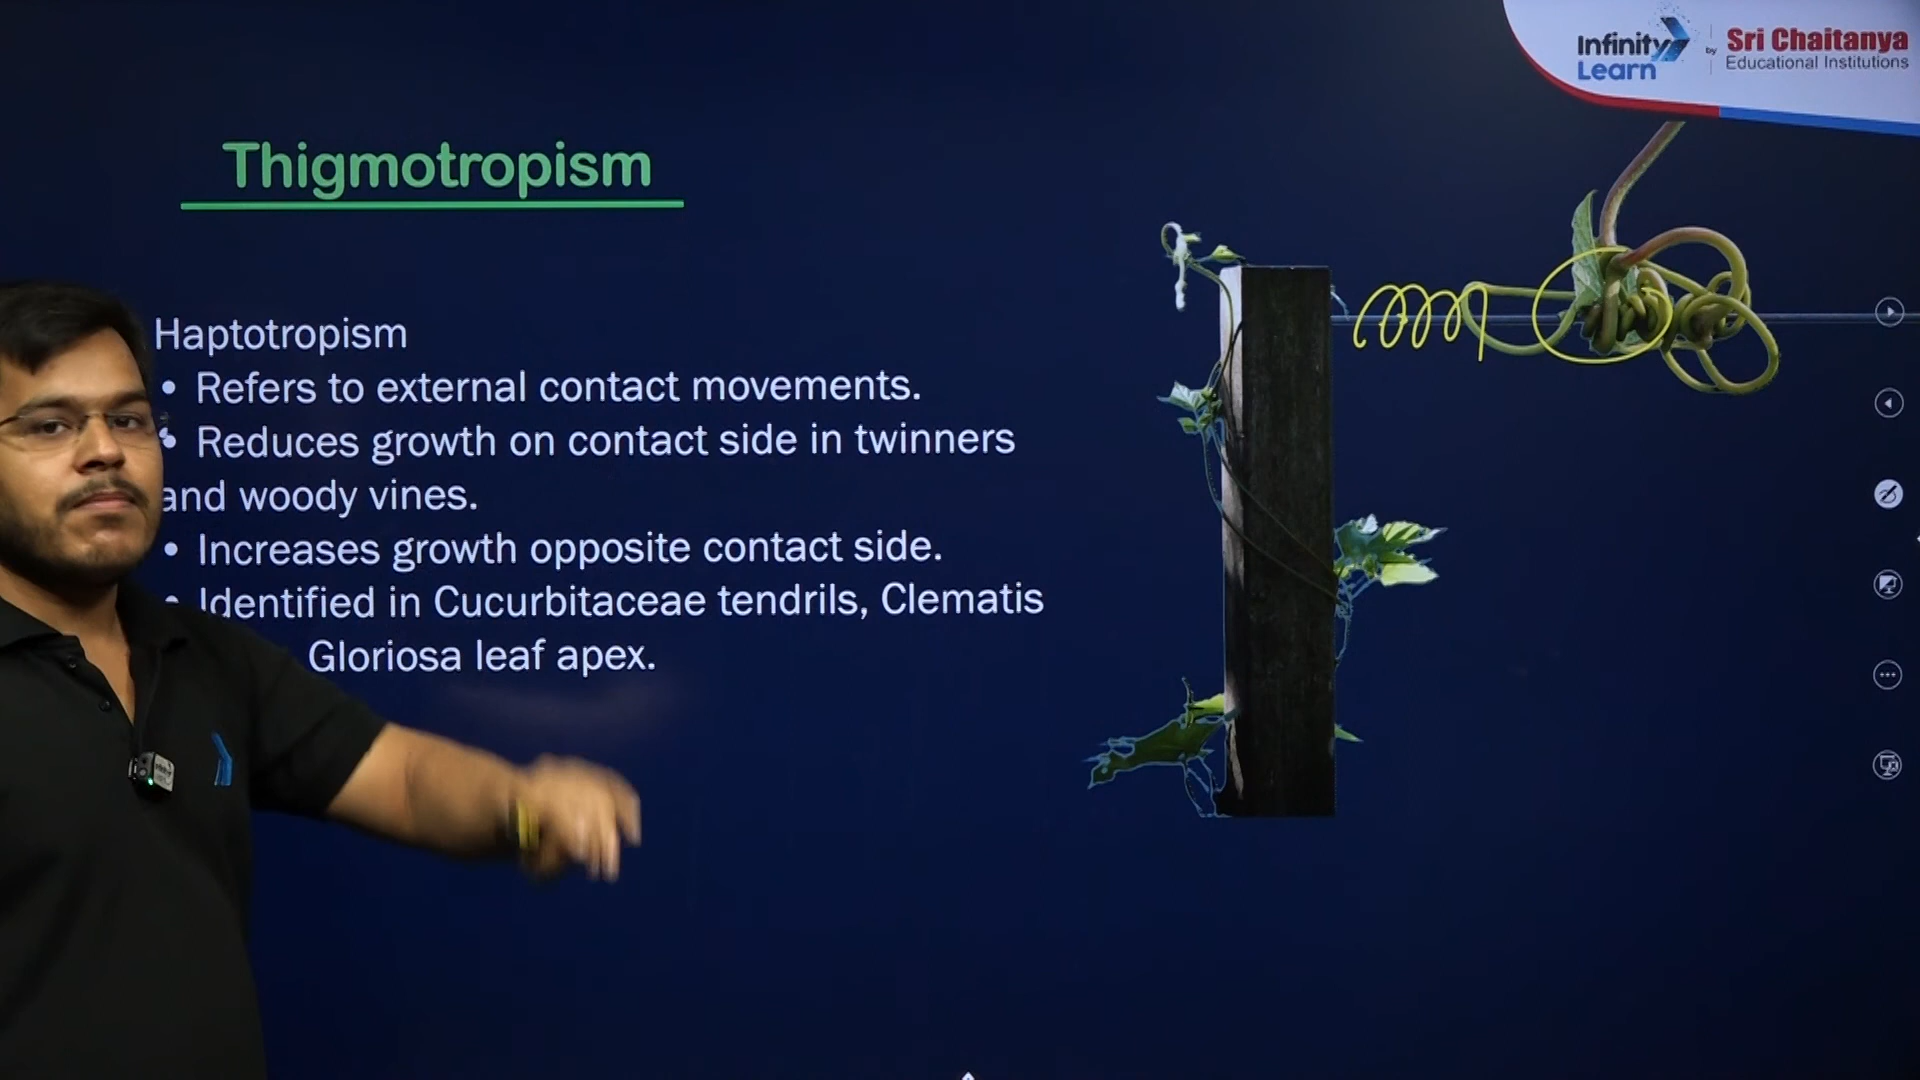 Infinity
Learn
by
Sri Chaitanya
Educational Institutions
Thigmotropism
Haptotropism
• Refers to external contact movements.
• Reduces growth on contact side in twinners
and woody vines.
• Increases growth opposite contact side.
• Identified in Cucurbitaceae tendrils, Clematis
Gloriosa leaf apex.